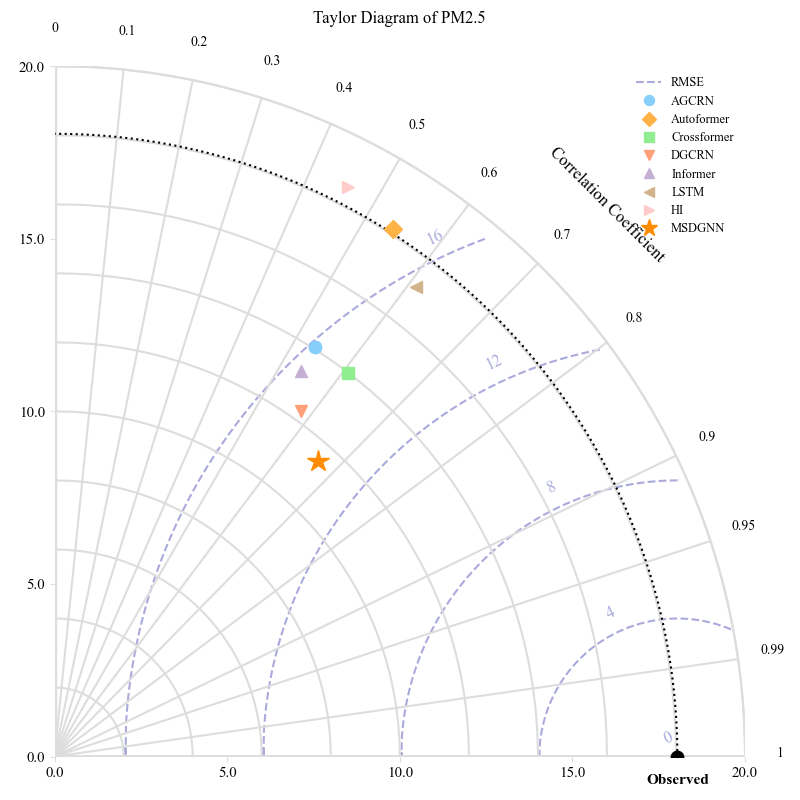 Taylor Diagram of PM2.5
0
0.1
0.2
0.3
0.4
0.5
0.6
0.7
0.8
0.9
0.95
0.99
1
Correlation Coefficient
RMSE
AGCRN
Autoformer
Crossformer
DGCRN
Informer
LSTM
HI
MSDGNN
20.0
15.0
10.0
5.0
0.0
16
12
8
4
0
0.0
5.0
10.0
15.0
20.0
Observed